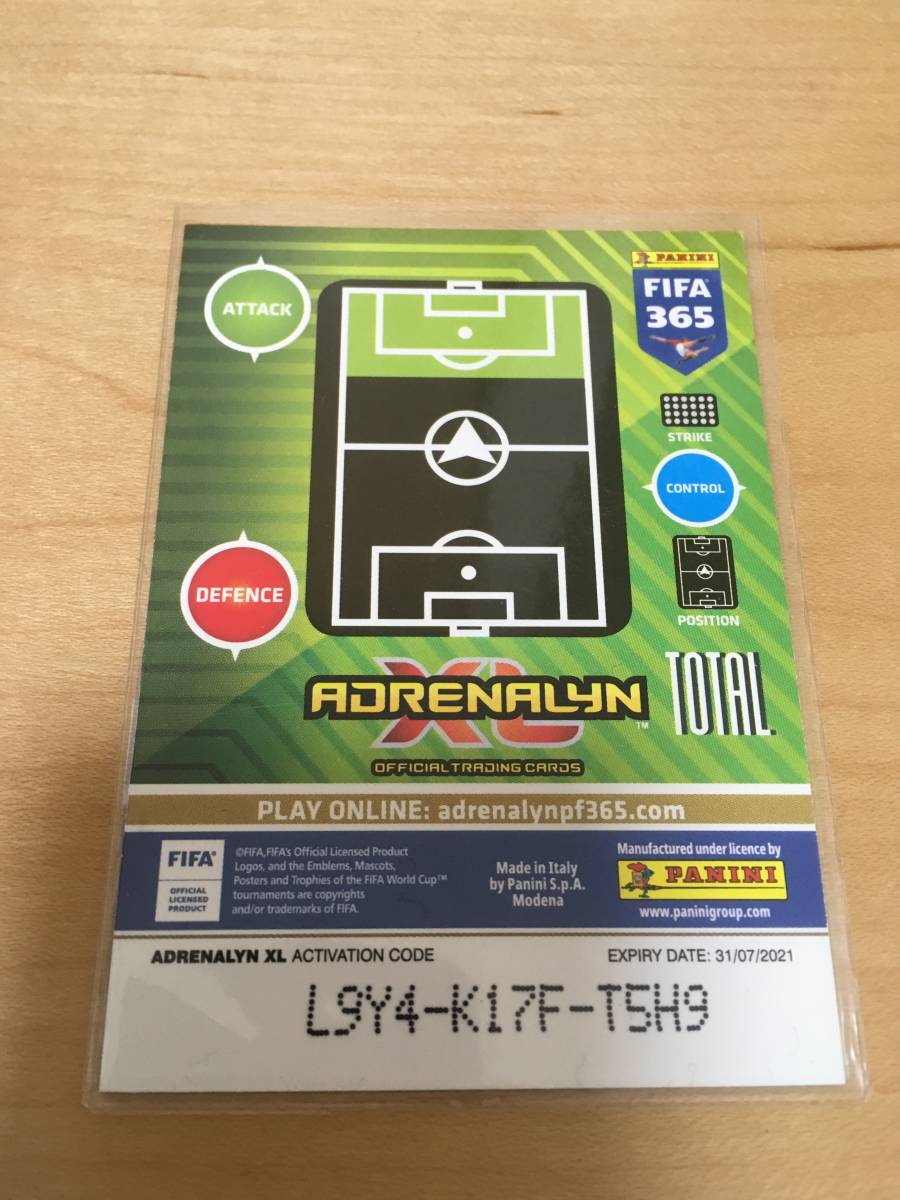 ATTACK
PANINI
FIFA
365
STRIKE
CONTROL
DEFENCE
POSITION
XL
ADRENALYN™
TOTAL
OFFICIAL TRADING CARDS
PLAY ONLINE: adrenalynpf365.com
FIFA®
OFFICIAL
LICENSED
PRODUCT
©FIFA,FIFA's Official Licensed Product
Logos, and the Emblems, Mascots,
Posters and Trophies of the FIFA World Cup™
tournaments are copyrights
and/or trademarks of FIFA.
Made in Italy
by Panini S.p.A.
Modena
Manufactured under licence by
PANINI
www.paninigroup.com
ADRENALYN XL ACTIVATION CODE
EXPIRY DATE: 31/07/2021
L9Y4-K17F-T5H9